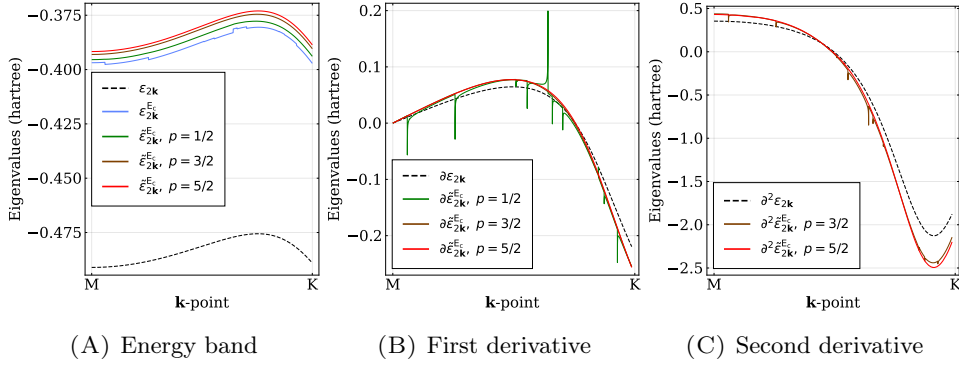 Eigenvalues (hartree)
−0.375
−0.400
−0.425
−0.450
−0.475
ε₂𝐤
ε₂𝐤^Ec
ε̃₂𝐤^Ec, p = 1/2
ε̃₂𝐤^Ec, p = 3/2
ε̃₂𝐤^Ec, p = 5/2
M K
𝐤-point
(A) Energy band
Eigenvalues (hartree)
0.2
0.1
0.0
−0.1
−0.2
∂ε₂𝐤
∂ε̃₂𝐤^Ec, p = 1/2
∂ε̃₂𝐤^Ec, p = 3/2
∂ε̃₂𝐤^Ec, p = 5/2
M K
𝐤-point
(B) First derivative
Eigenvalues (hartree)
0.5
0.0
−0.5
−1.0
−1.5
−2.0
−2.5
∂²ε₂𝐤
∂²ε̃₂𝐤^Ec, p = 3/2
∂²ε̃₂𝐤^Ec, p = 5/2
M K
𝐤-point
(C) Second derivative